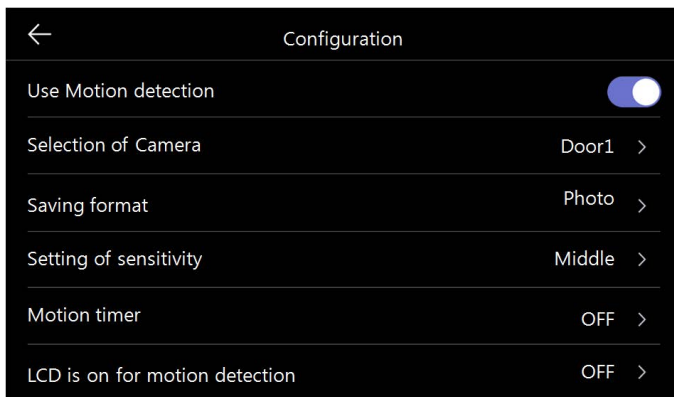 Configuration
Use Motion detection
Selection of Camera Door1
Saving format Photo
Setting of sensitivity Middle
Motion timer OFF
LCD is on for motion detection OFF